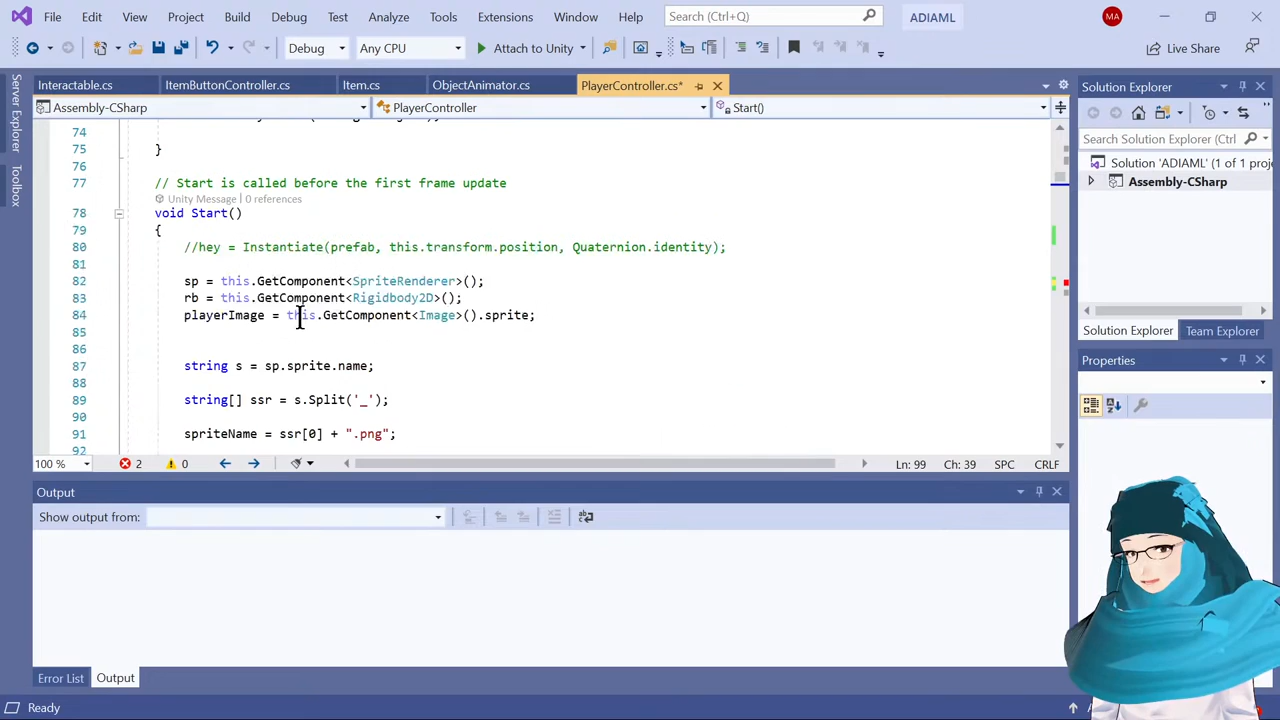 File Edit View Project Build Debug Test Analyze Tools Extensions Window Help Search (Ctrl+Q) ADIAML MA
Debug Any CPU Attach to Unity Live Share
Server Explorer
Toolbox
Interactable.cs ItemButtonController.cs Item.cs ObjectAnimator.cs PlayerController.cs*
Assembly-CSharp PlayerController Start()
74
75 }
76
77 // Start is called before the first frame update
Unity Message | 0 references
78 void Start()
79 {
80 //hey = Instantiate(prefab, this.transform.position, Quaternion.identity);
81
82 sp = this.GetComponent<SpriteRenderer>();
83 rb = this.GetComponent<Rigidbody2D>();
84 playerImage = this.GetComponent<Image>().sprite;
85
86
87 string s = sp.sprite.name;
88
89 string[] ssr = s.Split('_');
90
91 spriteName = ssr[0] + ".png";
92
100 % 2 0 Ln: 99 Ch: 39 SPC CRLF
Output
Show output from:
Error List Output
Ready
Solution Explorer
Search Solution Explorer (Ctrl
Solution 'ADIAML' (1 of 1 proje
Assembly-CSharp
Solution Explorer Team Explorer
Properties